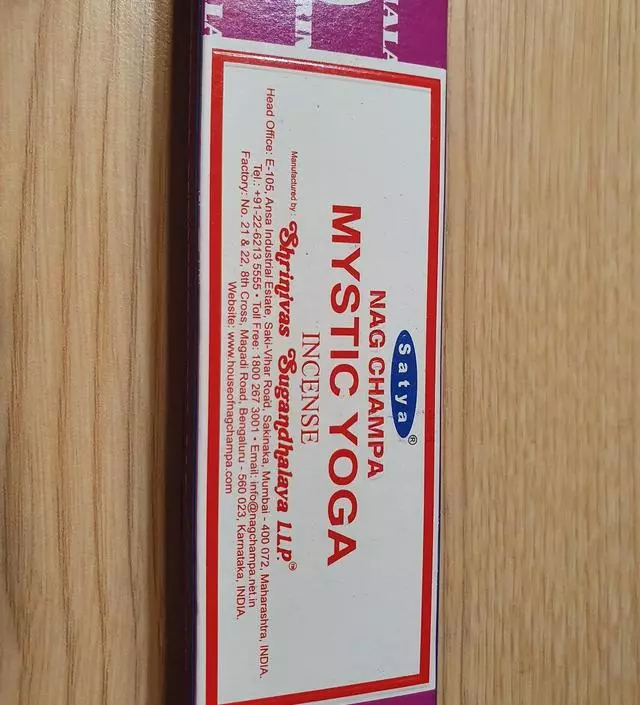 Satya®
NAG CHAMPA
MYSTIC YOGA
INCENSE
Manufactured by : Shrinivas Sugandhalaya LLP.™
Head Office: E-105, Ansa Industrial Estate, Saki-Vihar Road, Sakinaka, Mumbai - 400 072, Maharashtra, INDIA.
Tel.: +91-22-6213 5555 • Toll Free: 1800 267 3001 • Email: info@nagchampa.net.in
Factory: No. 21 & 22, 8th Cross, Magadi Road, Bengaluru - 560 023, Karnataka, INDIA.
Website: www.houseofnagchampa.com